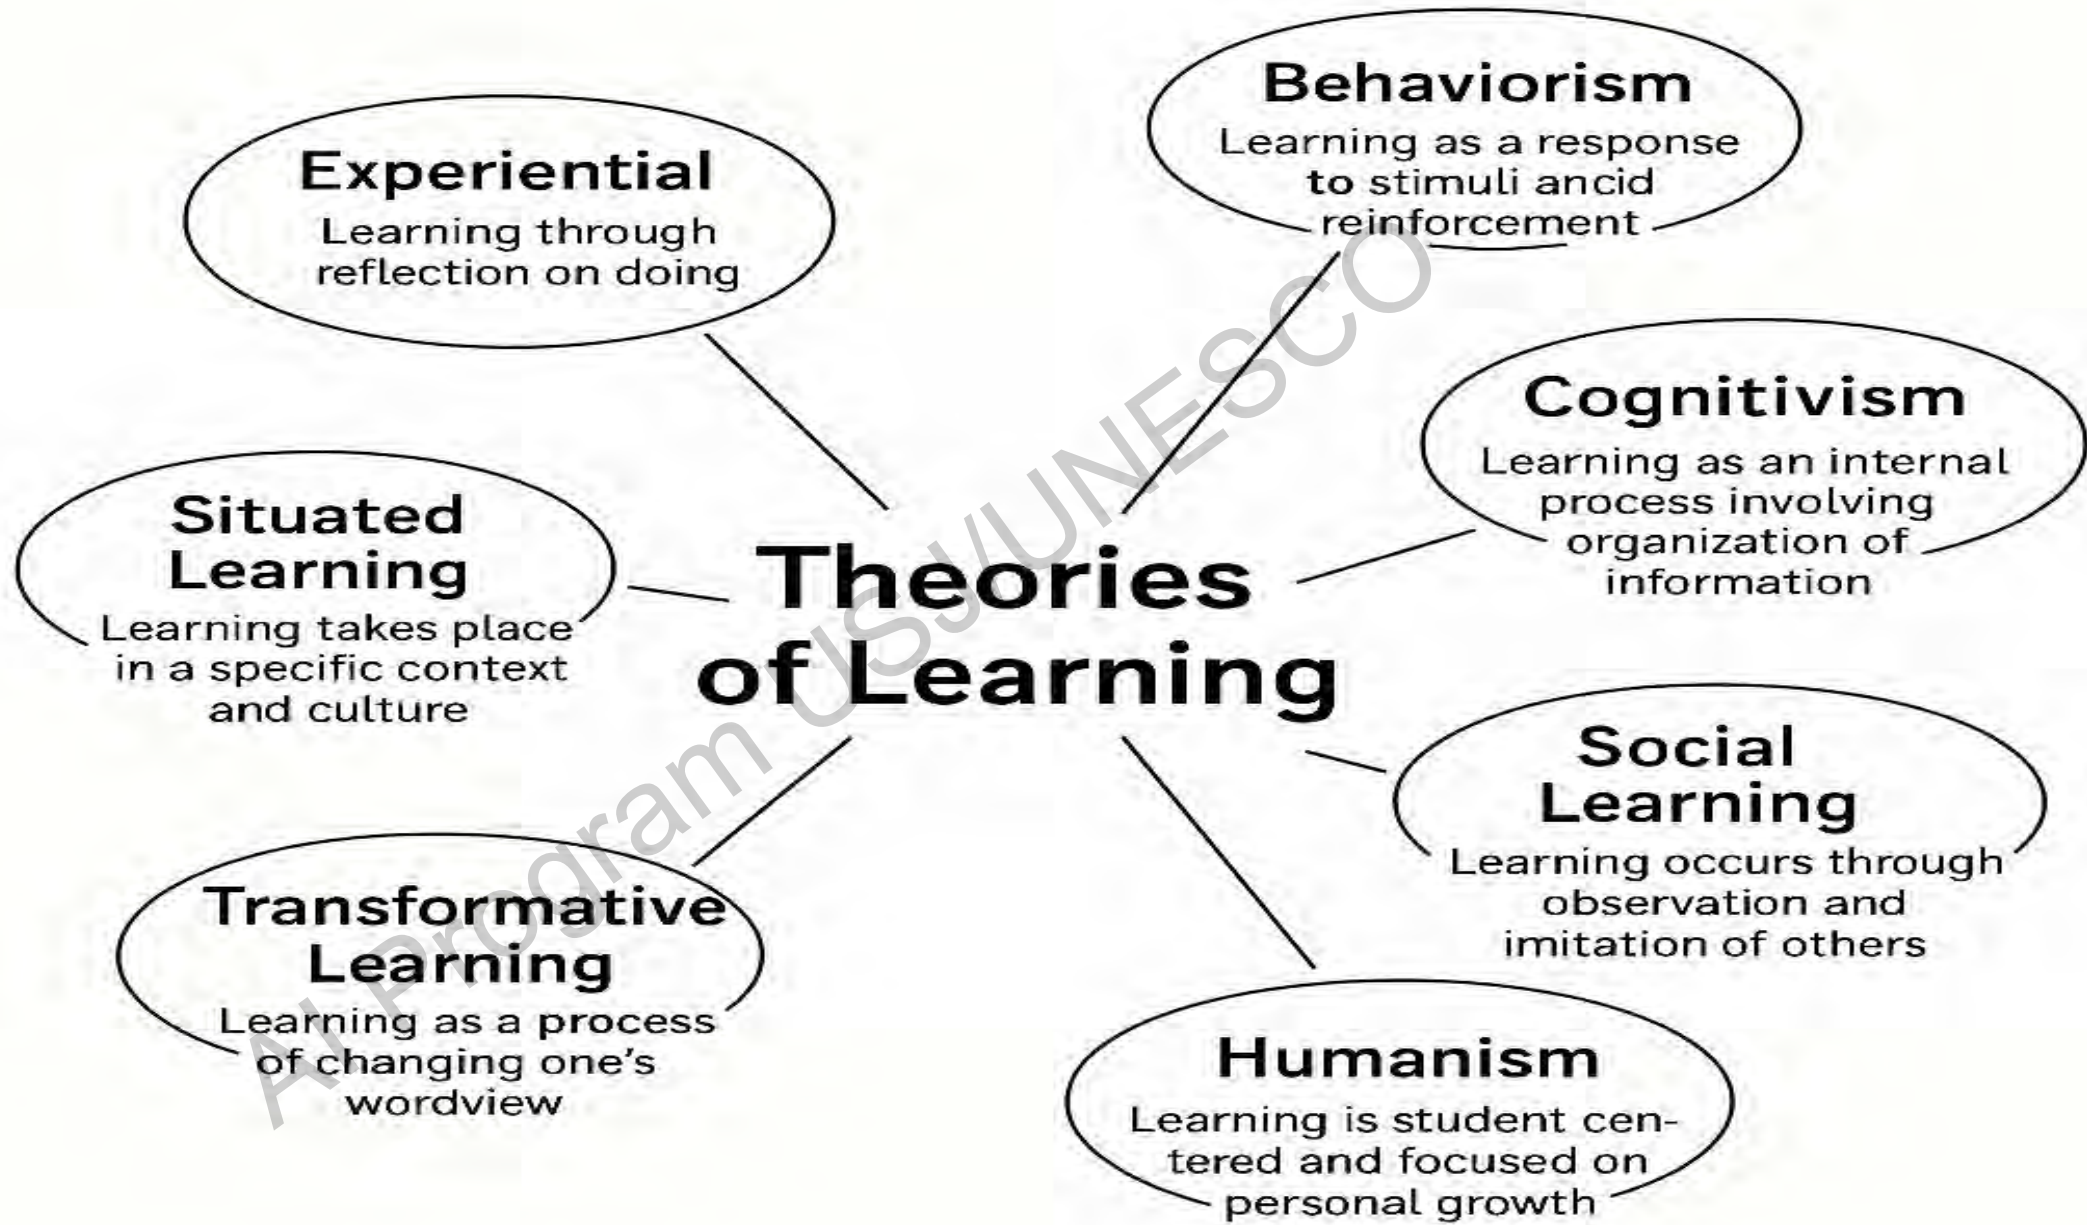 Behaviorism
Learning as a response
to stimuli ancid
reinforcement
Experiential
Learning through
reflection on doing
Cognitivism
Learning as an internal
process involving
organization of
information
Situated
Learning
Learning takes place
in a specific context
and culture
Theories
of Learning
Social
Learning
Learning occurs through
observation and
imitation of others
Transformative
Learning
Learning as a process
of changing one's
wordview
Humanism
Learning is student cen-
tered and focused on
personal growth
AI Program USJ/UNESCO